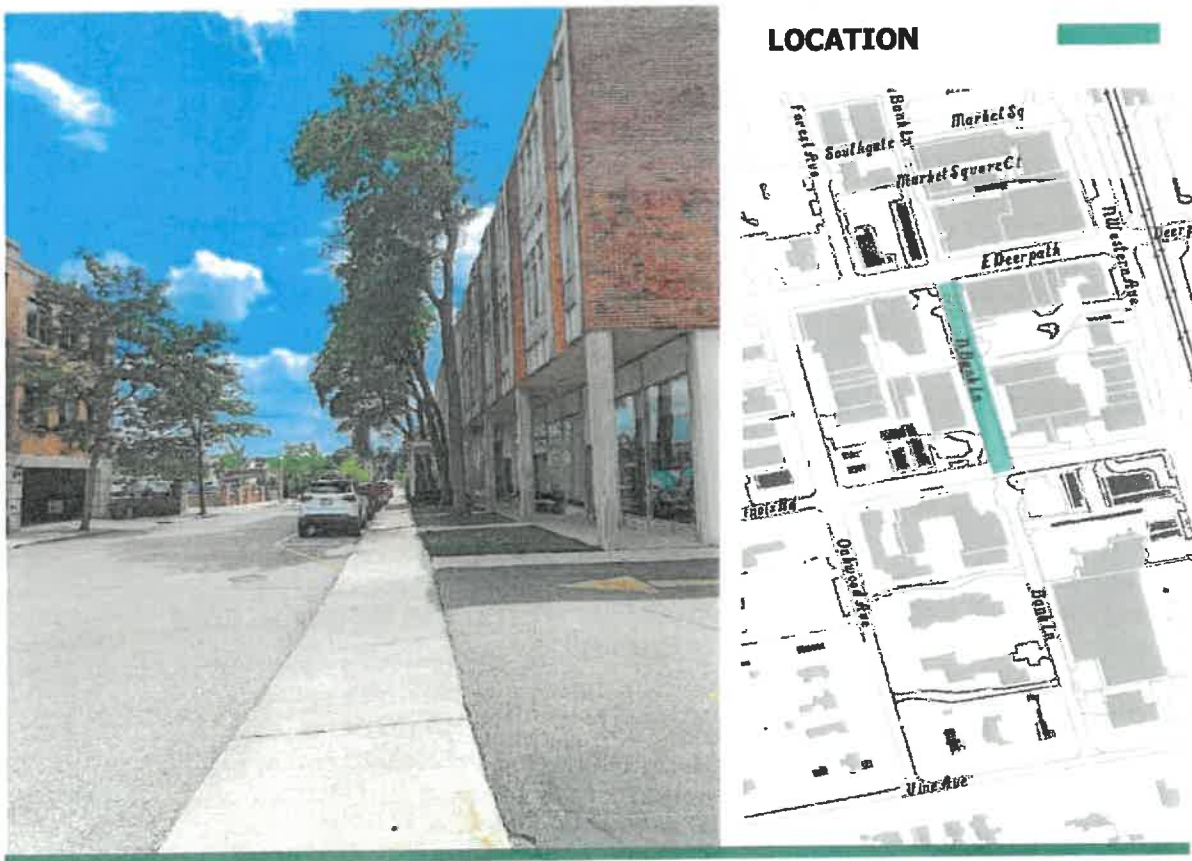 LOCATION
Forest Ave
Bank Ln
Market Sq
Southgate
Market Square Ct
N Western Ave
E Deerpath
N Bank Ln
Oakwood Ave
Bank Ln
Vine Ave